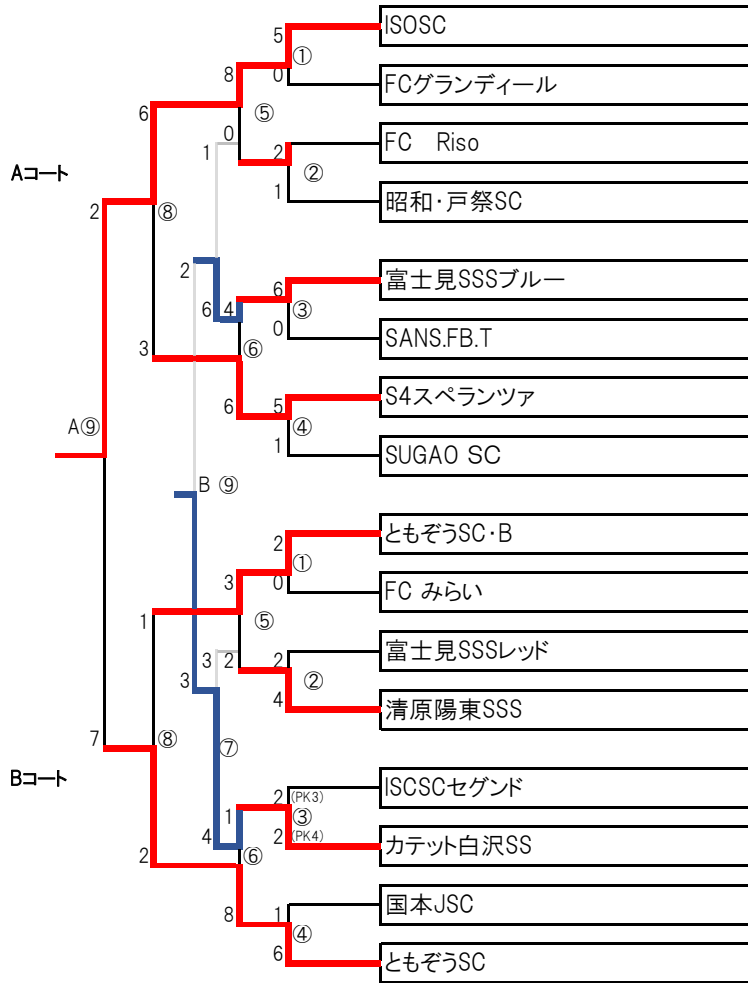 ISOSC
5
①
8
0
FCグランディール
6
⑤
0
FC Riso
1
2
②
Aコート
1
昭和・戸祭SC
2
⑧
2
富士見SSSブルー
6
6
4
③
0
SANS.FB.T
3
⑥
S4スペランツァ
6
5
A⑨
④
1
SUGAO SC
B ⑨
ともぞうSC・B
2
①
3
0
FC みらい
1
⑤
富士見SSSレッド
3
2
2
②
3
4
清原陽東SSS
7
⑧
⑦
Bコート
ISCSCセグンド
2 (PK3)
1
③
4
2 (PK4)
カテット白沢SS
2
⑥
国本JSC
8
1
④
6
ともぞうSC